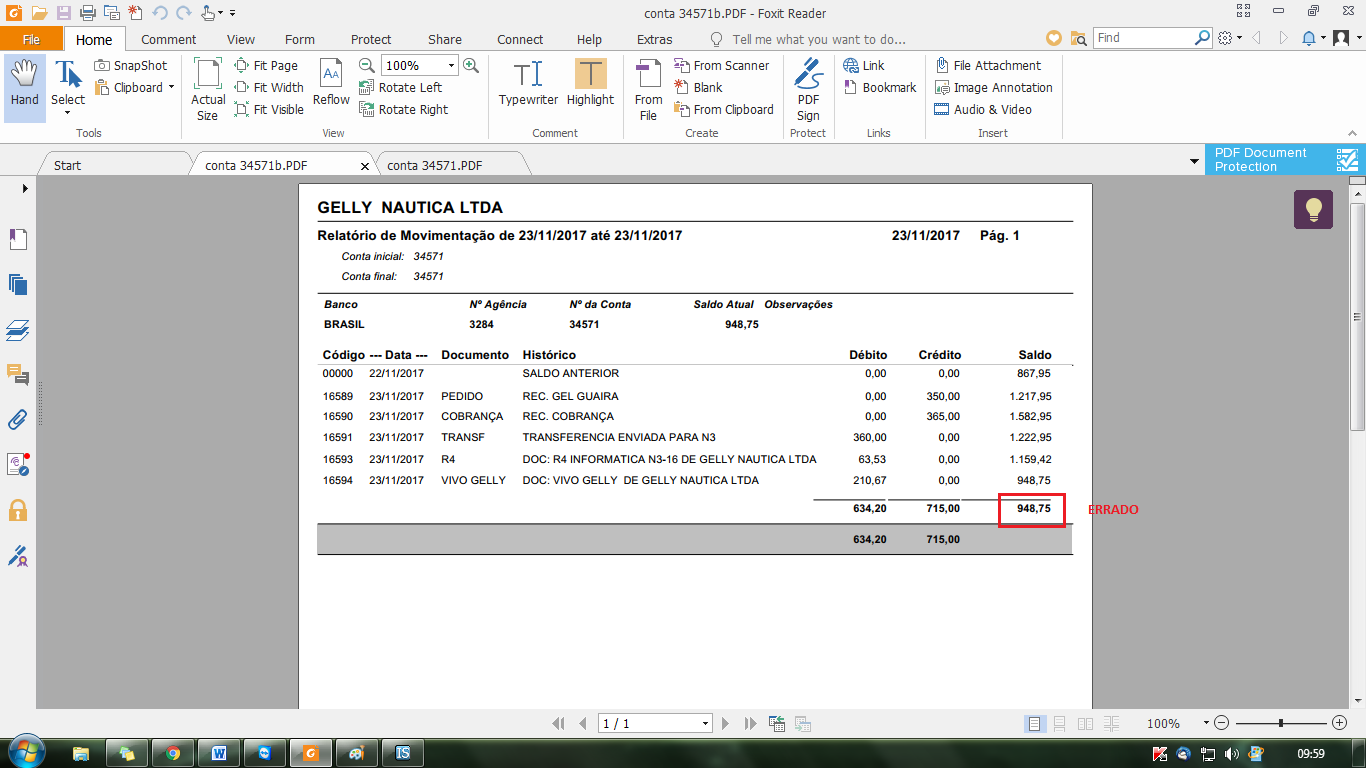 conta 34571b.PDF - Foxit Reader
File Home Comment View Form Protect Share Connect Help Extras Tell me what you want to do... Find
Hand Select SnapShot Clipboard Actual Size Fit Page Fit Width Fit Visible Reflow 100% Rotate Left Rotate Right Typewriter Highlight From File From Scanner Blank From Clipboard PDF Sign Link Bookmark File Attachment Image Annotation Audio & Video
Tools View Comment Create Protect Links Insert
Start conta 34571b.PDF conta 34571.PDF PDF Document Protection
GELLY NAUTICA LTDA
Relatório de Movimentação de 23/11/2017 até 23/11/2017 23/11/2017 Pág. 1
Conta inicial: 34571
Conta final: 34571
Banco Nº Agência Nº da Conta Saldo Atual Observações
BRASIL 3284 34571 948,75
Código --- Data --- Documento Histórico Débito Crédito Saldo
00000 22/11/2017 SALDO ANTERIOR 0,00 0,00 867,95
16589 23/11/2017 PEDIDO REC. GEL GUAIRA 0,00 350,00 1.217,95
16590 23/11/2017 COBRANÇA REC. COBRANÇA 0,00 365,00 1.582,95
16591 23/11/2017 TRANSF TRANSFERENCIA ENVIADA PARA N3 360,00 0,00 1.222,95
16593 23/11/2017 R4 DOC: R4 INFORMATICA N3-16 DE GELLY NAUTICA LTDA 63,53 0,00 1.159,42
16594 23/11/2017 VIVO GELLY DOC: VIVO GELLY DE GELLY NAUTICA LTDA 210,67 0,00 948,75
634,20 715,00 948,75 ERRADO
634,20 715,00
1 / 1 100%
09:59